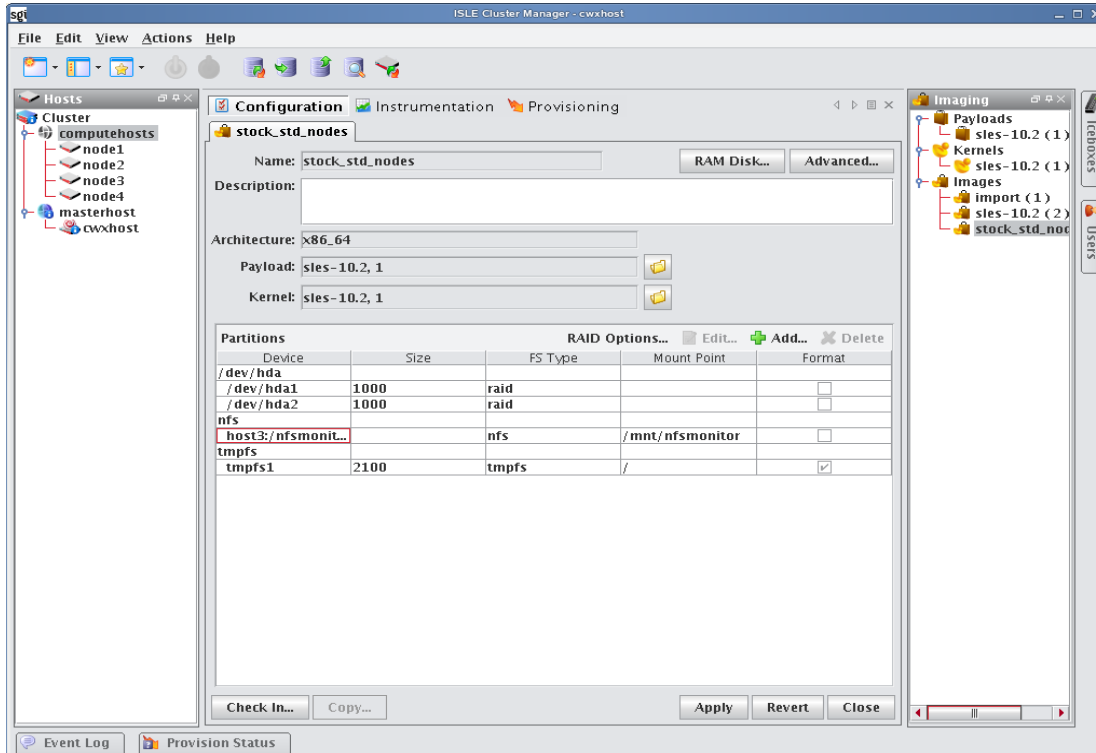 sgi
ISLE Cluster Manager - cwxhost
File Edit View Actions Help
Hosts
Cluster
computehosts
node1
node2
node3
node4
masterhost
cwxhost
Configuration Instrumentation Provisioning
stock_std_nodes
Name: stock_std_nodes RAM Disk... Advanced...
Description:
Architecture: x86_64
Payload: sles-10.2, 1
Kernel: sles-10.2, 1
Partitions RAID Options... Edit... Add... Delete
Device Size FS Type Mount Point Format
/dev/hda
/dev/hda1 1000 raid
/dev/hda2 1000 raid
nfs
host3:/nfsmonit... nfs /mnt/nfsmonitor
tmpfs
tmpfs1 2100 tmpfs /
Check In... Copy... Apply Revert Close
Imaging
Payloads
sles-10.2 (1)
Kernels
sles-10.2 (1)
Images
import (1)
sles-10.2 (2)
stock_std_nod
Iceboxes
Users
Event Log Provision Status